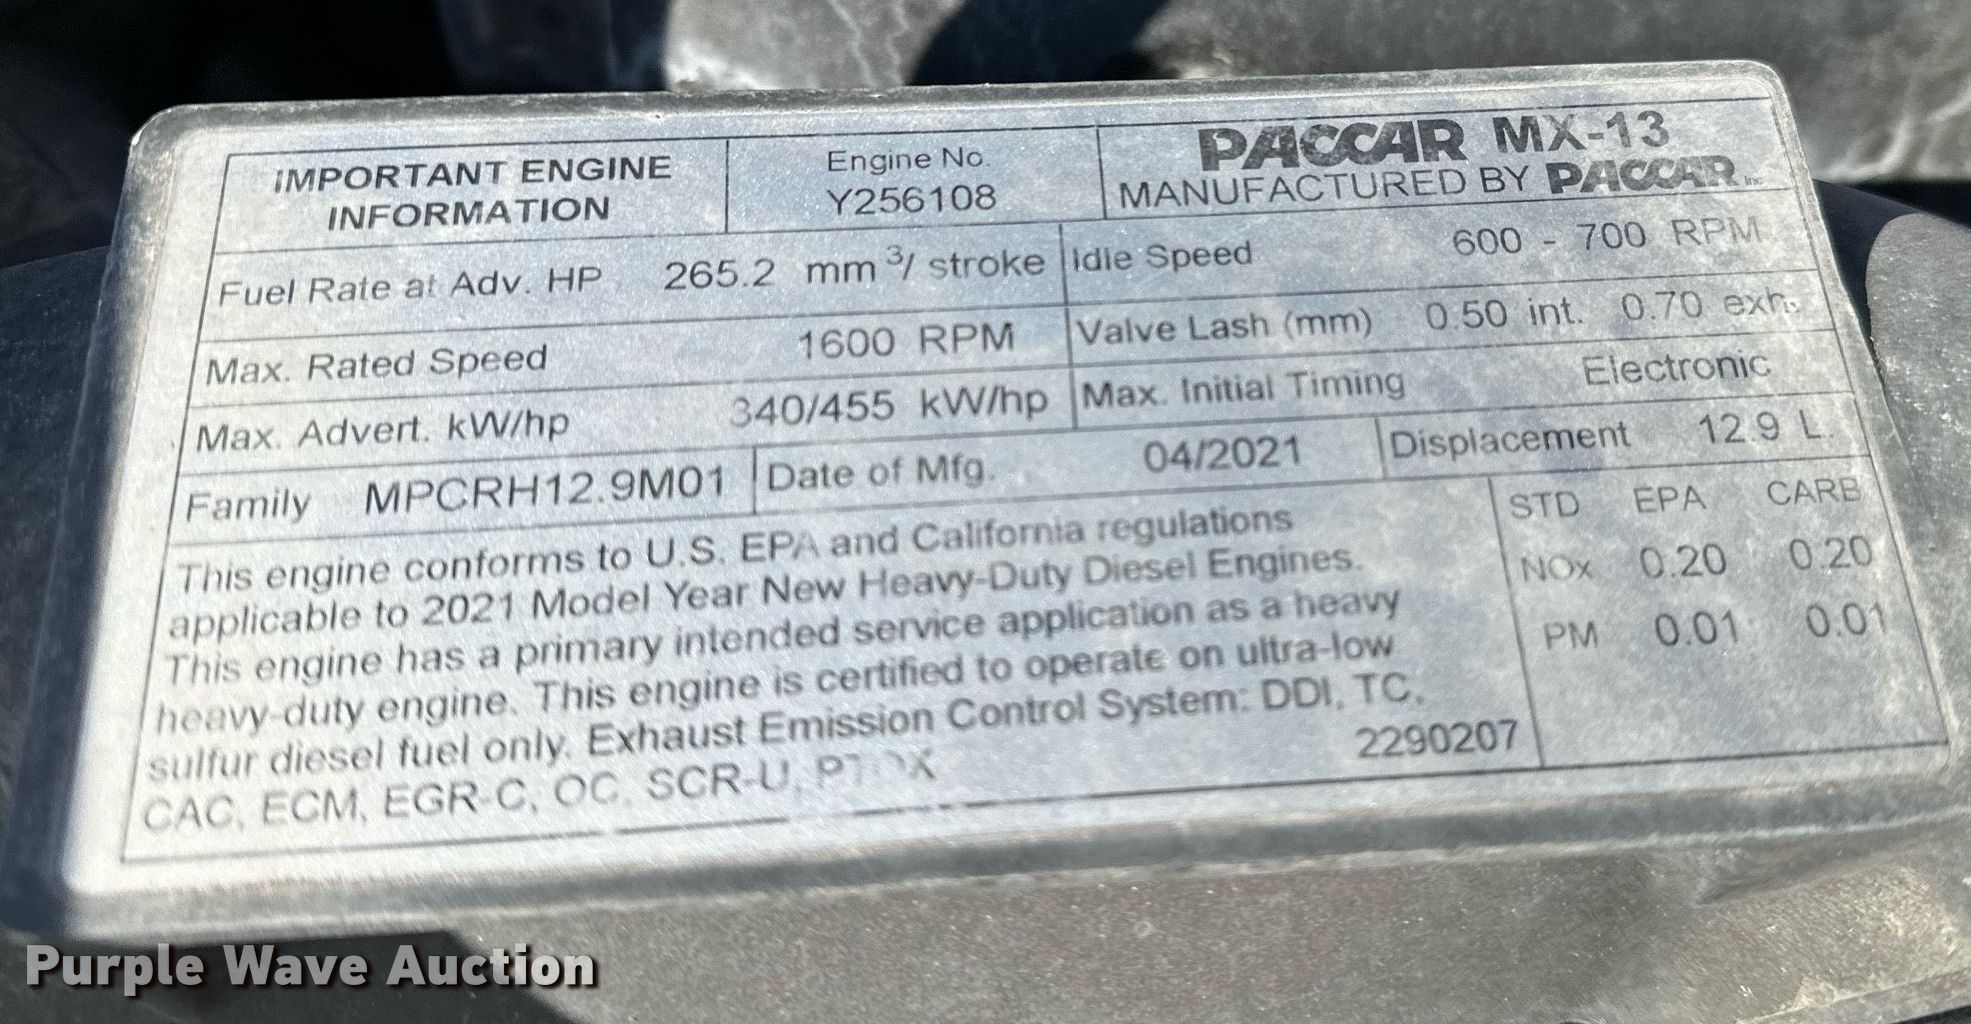 IMPORTANT ENGINE
INFORMATION
Engine No.
Y256108
PACCAR MX-13
MANUFACTURED BY PACCAR Inc.
Fuel Rate at Adv. HP 265.2 mm3/ stroke
Idle Speed 600 - 700 RPM
Max. Rated Speed 1600 RPM
Valve Lash (mm) 0.50 int. 0.70 exh.
Max. Advert. kW/hp 340/455 kW/hp
Max. Initial Timing Electronic
Family MPCRH12.9M01
Date of Mfg. 04/2021
Displacement 12.9 L.
This engine conforms to U.S. EPA and California regulations
applicable to 2021 Model Year New Heavy-Duty Diesel Engines.
This engine has a primary intended service application as a heavy
heavy-duty engine. This engine is certified to operate on ultra-low
sulfur diesel fuel only. Exhaust Emission Control System: DDI, TC,
CAC, ECM, EGR-C, OC, SCR-U,
2290207
STD EPA CARB
NOx 0.20 0.20
PM 0.01 0.01
Purple Wave Auction